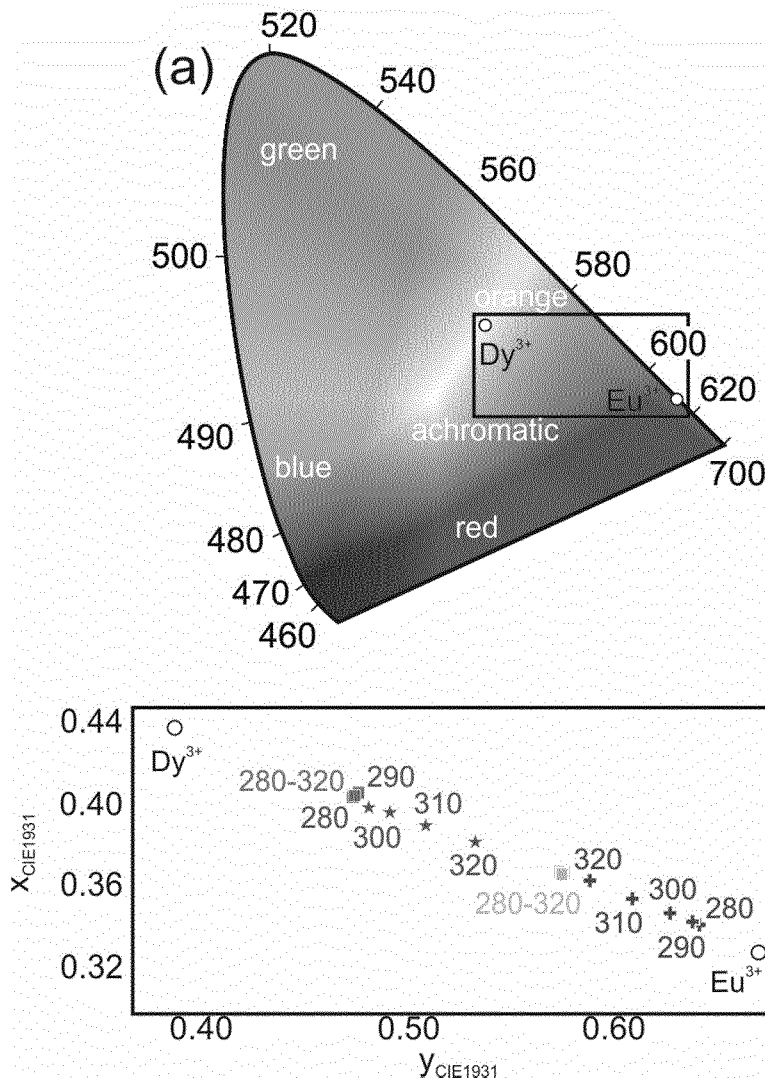 520
(a)
540
green
560
500
580
orange
Dy³⁺
600
Eu³⁺
620
490
achromatic
blue
700
red
480
470
460
0.44
Dy³⁺
280-320 290
0.40
280 310
300
x CIE1931
320 320
0.36
280-320 300
310 280
290
0.32
Eu³⁺
0.40 0.50 0.60
y CIE1931